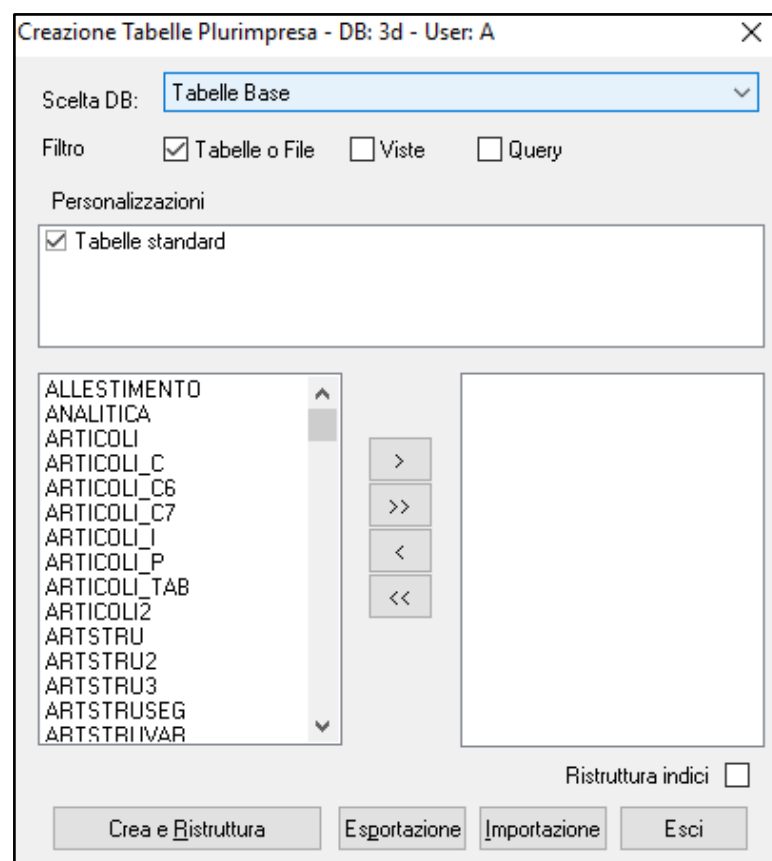 Creazione Tabelle Plurimpresa - DB: 3d - User: A
Scelta DB: Tabelle Base
Filtro Tabelle o File Viste Query
Personalizzazioni
Tabelle standard
ALLESTIMENTO
ANALITICA
ARTICOLI
ARTICOLI_C
ARTICOLI_C6
ARTICOLI_C7
ARTICOLI_I
ARTICOLI_P
ARTICOLI_TAB
ARTICOLI2
ARTSTRU
ARTSTRU2
ARTSTRU3
ARTSTRUSEG
ARTSTRUVAR
>
>>
<
<<
Ristruttura indici
Crea e Ristruttura Esportazione Importazione Esci